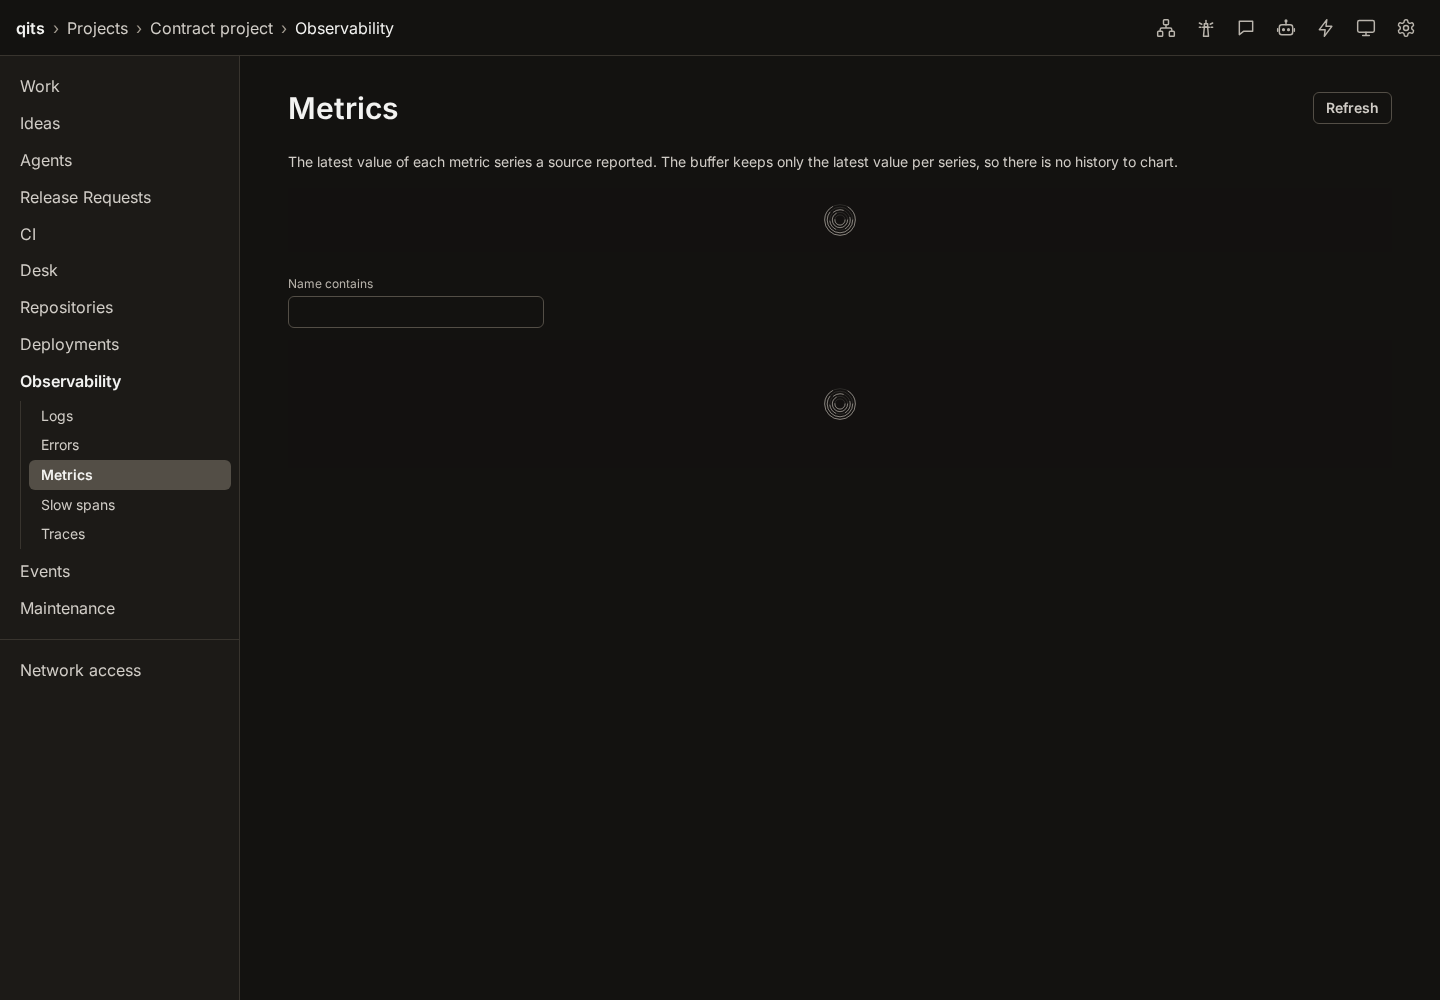 qits › Projects › Contract project › Observability
Work
Ideas
Agents
Release Requests
CI
Desk
Repositories
Deployments
Observability
Logs
Errors
Metrics
Slow spans
Traces
Events
Maintenance
Network access
Metrics
Refresh
The latest value of each metric series a source reported. The buffer keeps only the latest value per series, so there is no history to chart.
Name contains